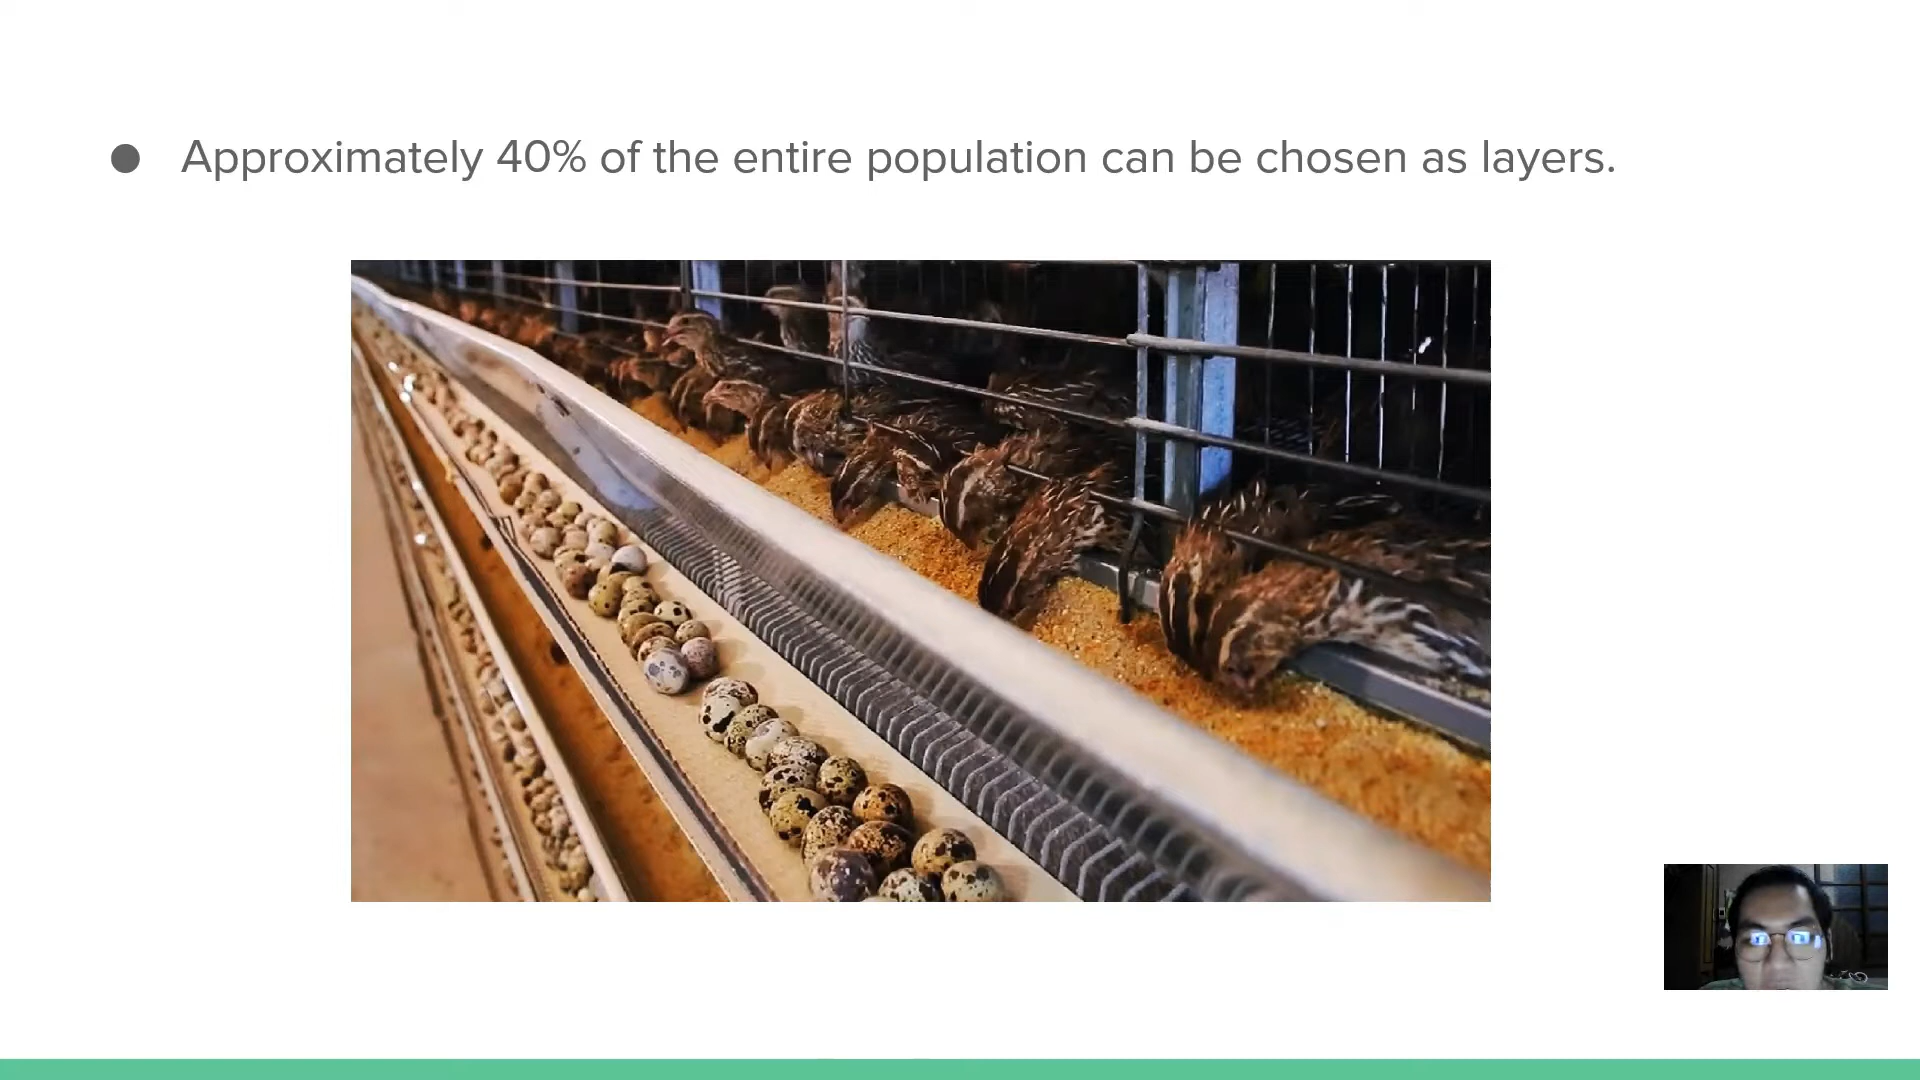 ● Approximately 40% of the entire population can be chosen as layers.